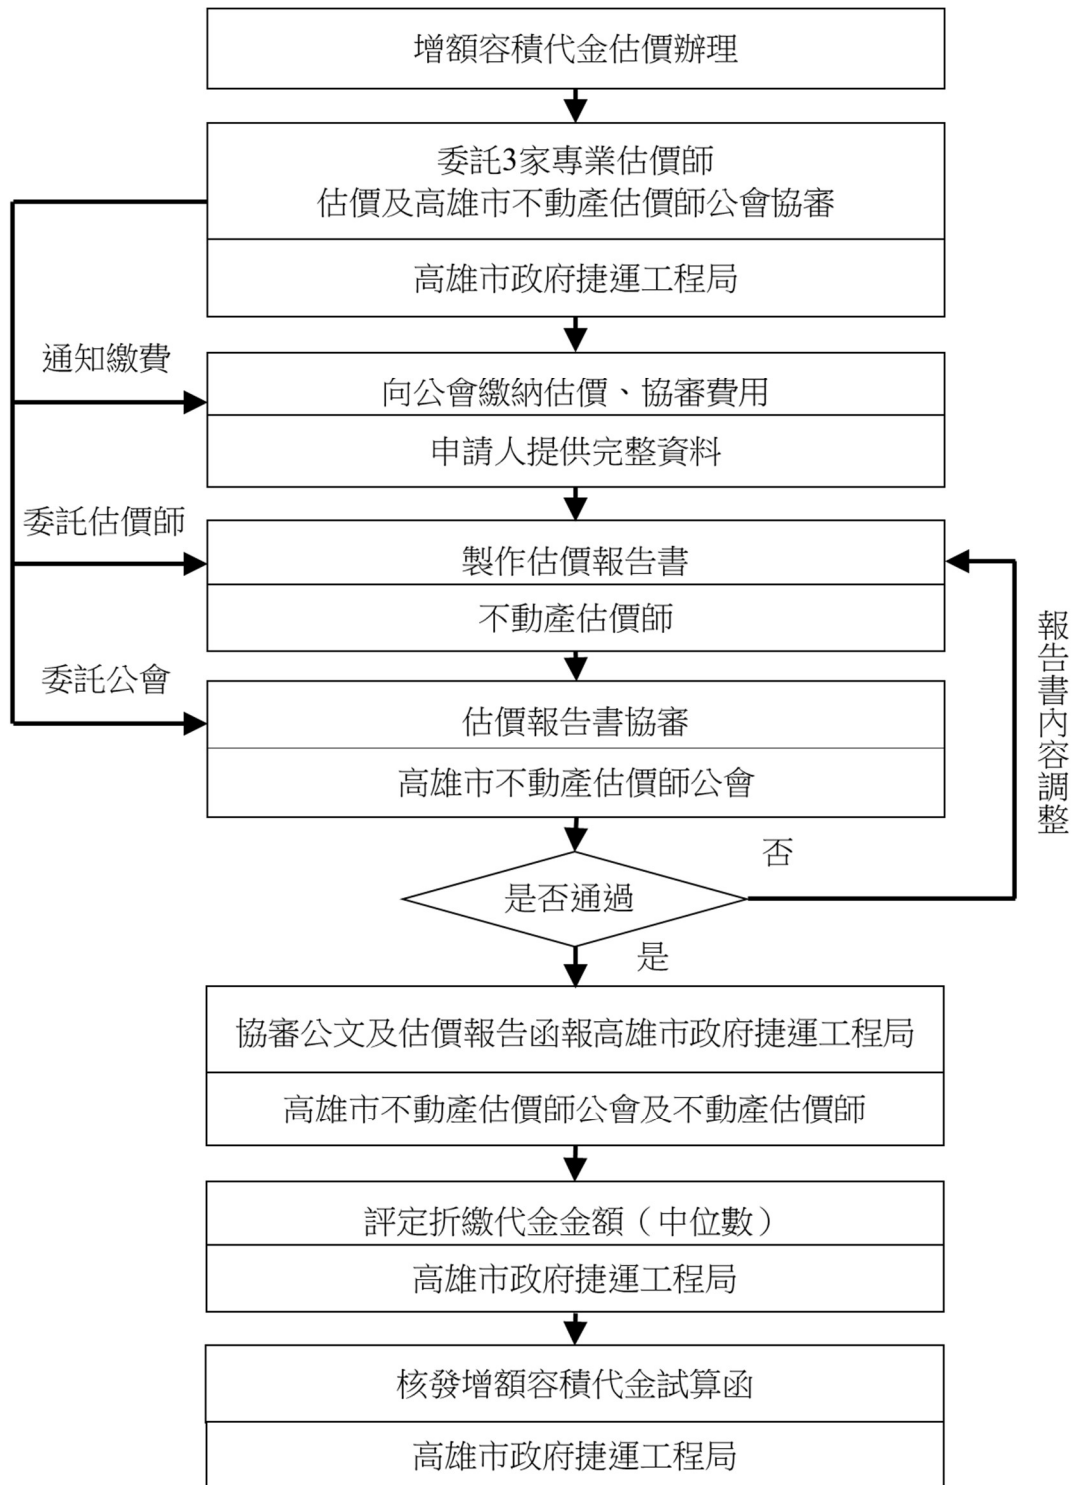 增額容積代金估價辦理
委託3家專業估價師
估價及高雄市不動產估價師公會協審
高雄市政府捷運工程局
通知繳費
向公會繳納估價、協審費用
申請人提供完整資料
委託估價師
製作估價報告書
不動產估價師
委託公會
估價報告書協審
高雄市不動產估價師公會
報告書內容調整
否
是否通過
是
協審公文及估價報告函報高雄市政府捷運工程局
高雄市不動產估價師公會及不動產估價師
評定折繳代金金額（中位數）
高雄市政府捷運工程局
核發增額容積代金試算函
高雄市政府捷運工程局